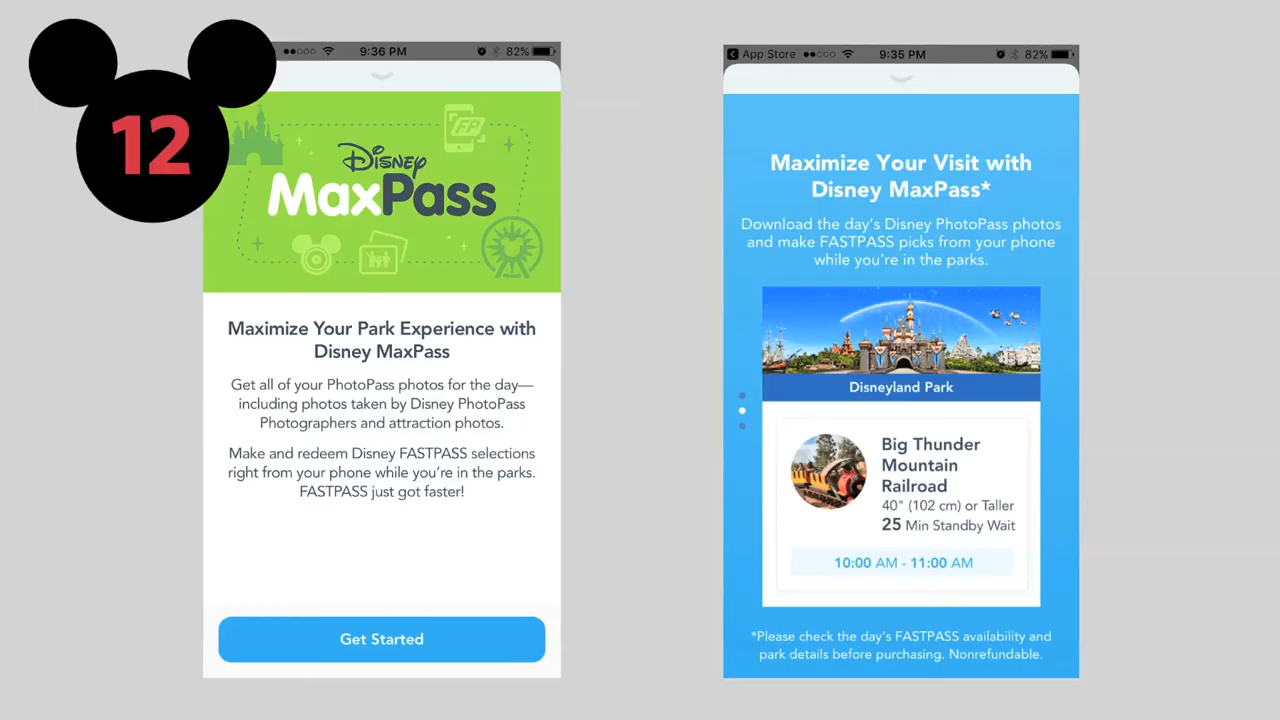 12
9:36 PM
82%
FP
Disney
MaxPass
Maximize Your Park Experience with
Disney MaxPass
Get all of your PhotoPass photos for the day—
including photos taken by Disney PhotoPass
Photographers and attraction photos.
Make and redeem Disney FASTPASS selections
right from your phone while you're in the parks.
FASTPASS just got faster!
Get Started
App Store
9:35 PM
82%
Maximize Your Visit with
Disney MaxPass*
Download the day's Disney PhotoPass photos
and make FASTPASS picks from your phone
while you're in the parks.
Disneyland Park
Big Thunder
Mountain
Railroad
40" (102 cm) or Taller
25 Min Standby Wait
10:00 AM - 11:00 AM
*Please check the day's FASTPASS availability and
park details before purchasing. Nonrefundable.